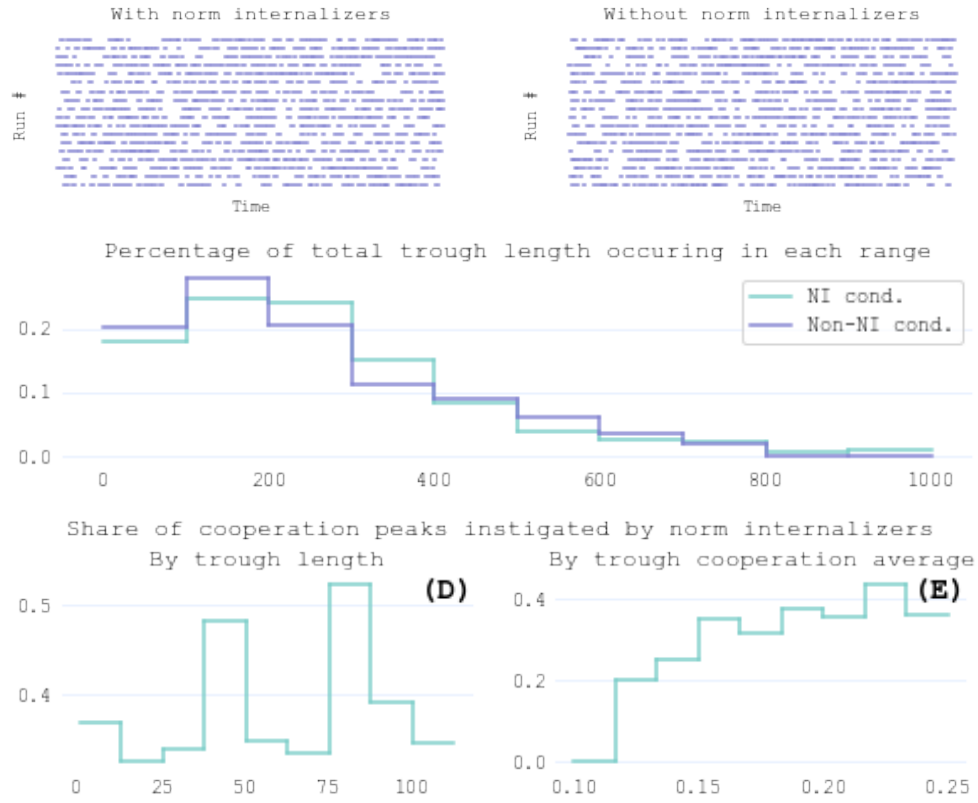 With norm internalizers
Without norm internalizers
Run #
Run #
Time
Time
Percentage of total trough length occuring in each range
NI cond.
Non-NI cond.
0.2
0.1
0.0
0 200 400 600 800 1000
Share of cooperation peaks instigated by norm internalizers
By trough length
By trough cooperation average
(D)
0.5
0.4
0 25 50 75 100
(E)
0.4
0.2
0.0
0.10 0.15 0.20 0.25